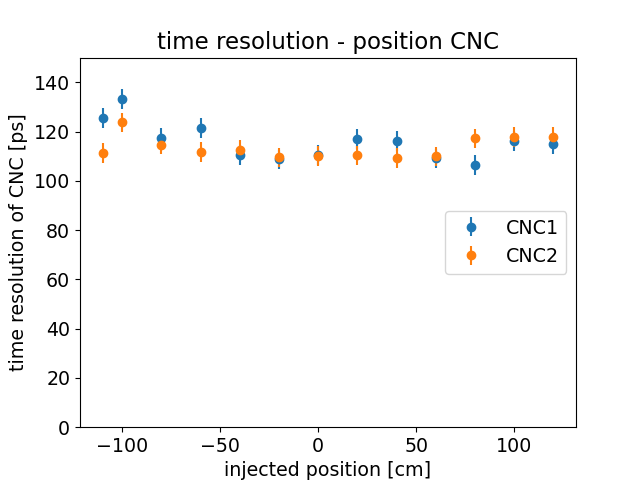 time resolution - position CNC
time resolution of CNC [ps]
140
120
100
80
60
40
20
0
CNC1
CNC2
−100
−50
0
50
100
injected position [cm]